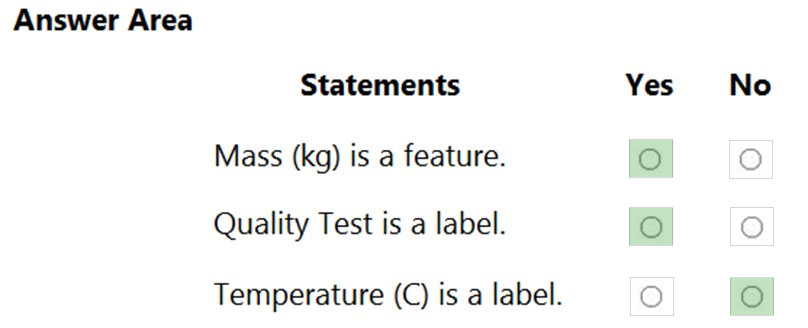 Answer Area
Statements Yes No
Mass (kg) is a feature.
Quality Test is a label.
Temperature (C) is a label.